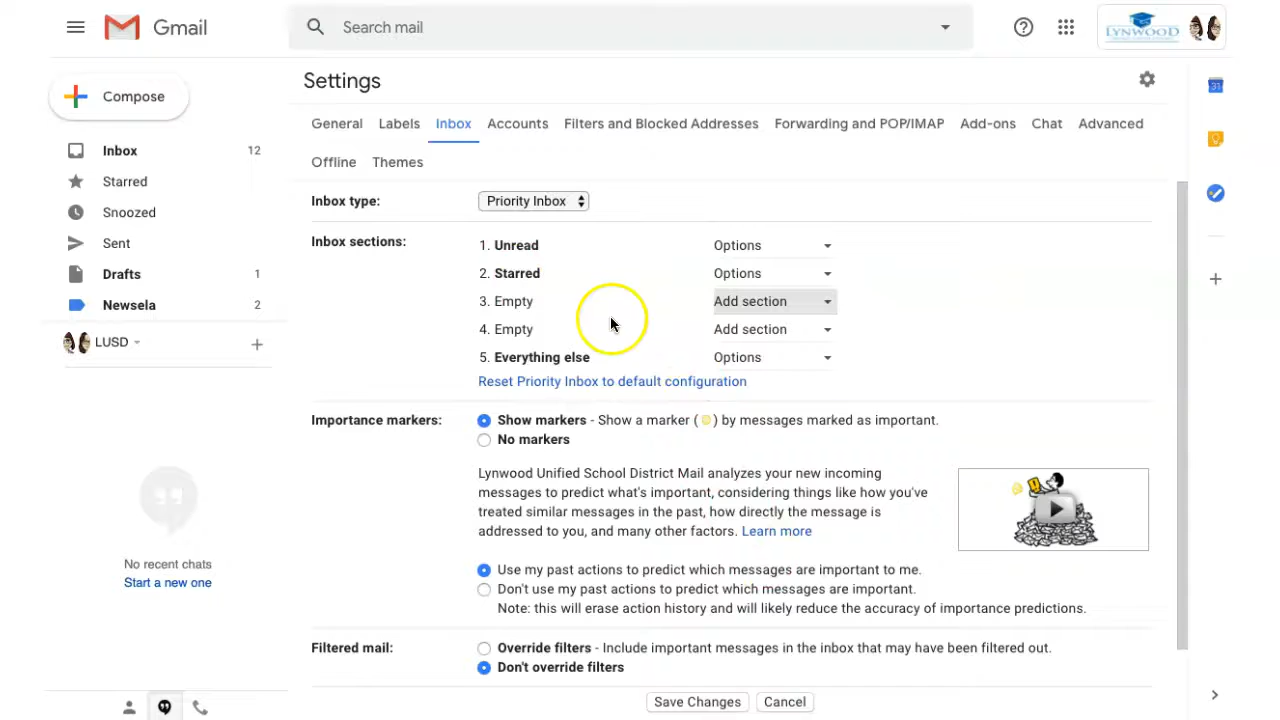 Gmail
Search mail
LYNWOOD
Compose
Inbox 12
Starred
Snoozed
Sent
Drafts 1
Newsela 2
LUSD
No recent chats
Start a new one
Settings
General Labels Inbox Accounts Filters and Blocked Addresses Forwarding and POP/IMAP Add-ons Chat Advanced
Offline Themes
Inbox type: Priority Inbox
Inbox sections: 1. Unread Options
2. Starred Options
3. Empty Add section
4. Empty Add section
5. Everything else Options
Reset Priority Inbox to default configuration
Importance markers: Show markers - Show a marker ( ) by messages marked as important.
No markers
Lynwood Unified School District Mail analyzes your new incoming
messages to predict what's important, considering things like how you've
treated similar messages in the past, how directly the message is
addressed to you, and many other factors. Learn more
Use my past actions to predict which messages are important to me.
Don't use my past actions to predict which messages are important.
Note: this will erase action history and will likely reduce the accuracy of importance predictions.
Filtered mail: Override filters - Include important messages in the inbox that may have been filtered out.
Don't override filters
Save Changes Cancel
31